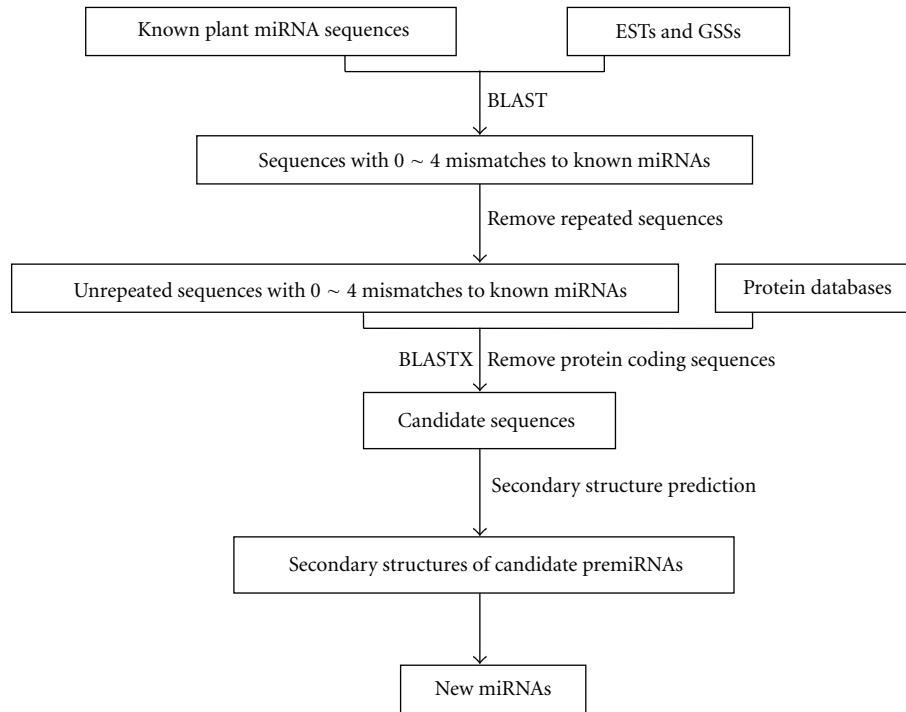 Known plant miRNA sequences
ESTs and GSSs
BLAST
Sequences with 0 ~ 4 mismatches to known miRNAs
Remove repeated sequences
Unrepeated sequences with 0 ~ 4 mismatches to known miRNAs
Protein databases
BLASTX
Remove protein coding sequences
Candidate sequences
Secondary structure prediction
Secondary structures of candidate premiRNAs
New miRNAs